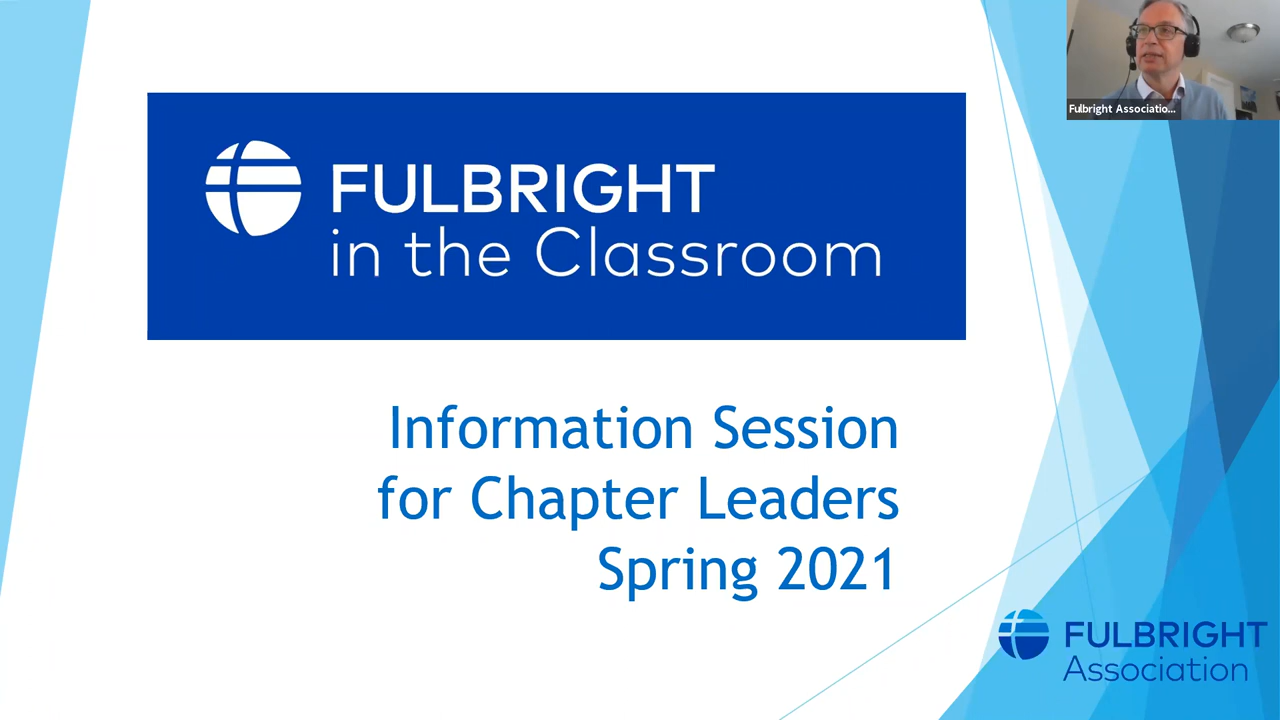 FULBRIGHT
in the Classroom
Information Session
for Chapter Leaders
Spring 2021
Fulbright Associatio...
FULBRIGHT
Association